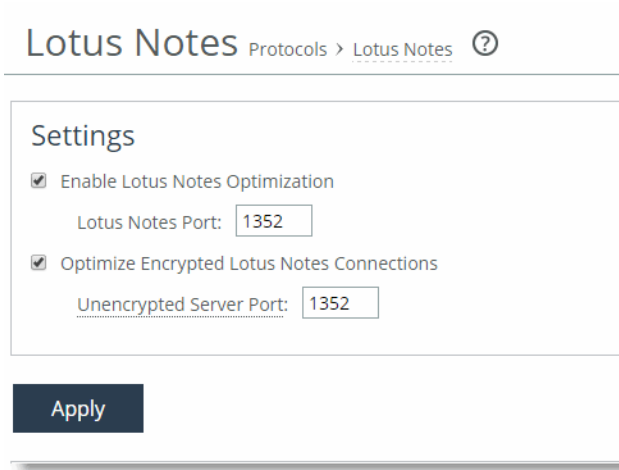 Lotus Notes Protocols › Lotus Notes ?
Settings
Enable Lotus Notes Optimization
Lotus Notes Port: 1352
Optimize Encrypted Lotus Notes Connections
Unencrypted Server Port: 1352
Apply